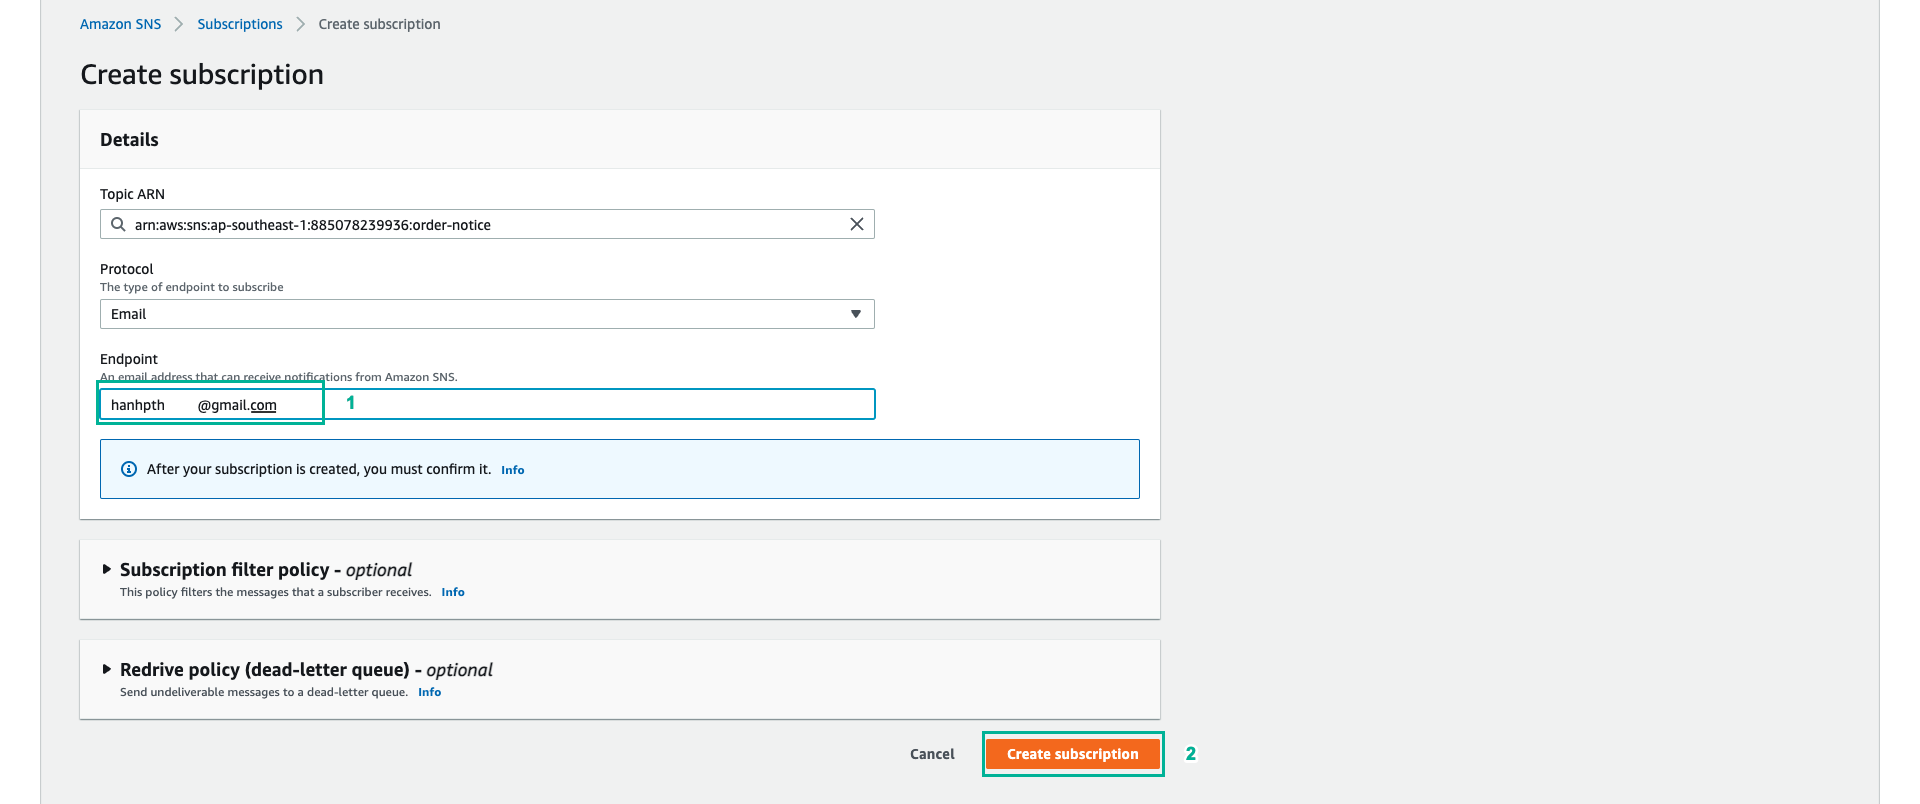 Amazon SNS > Subscriptions > Create subscription
Create subscription
Details
Topic ARN
arn:aws:sns:ap-southeast-1:885078239936:order-notice
Protocol
The type of endpoint to subscribe
Email
Endpoint
An email address that can receive notifications from Amazon SNS.
hanhpth @gmail.com 1
After your subscription is created, you must confirm it. Info
Subscription filter policy - optional
This policy filters the messages that a subscriber receives. Info
Redrive policy (dead-letter queue) - optional
Send undeliverable messages to a dead-letter queue. Info
Cancel Create subscription 2